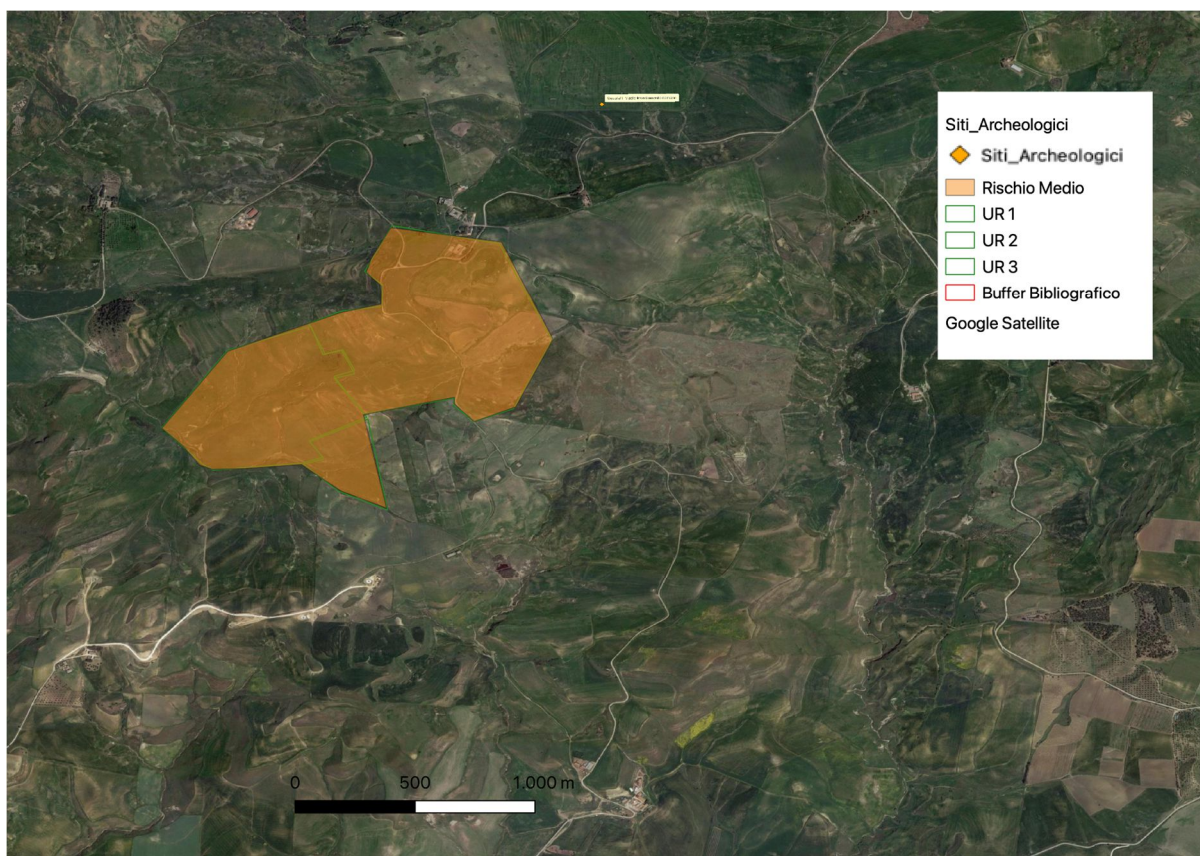 Siti_Archeologici
Siti_Archeologici
Rischio Medio
UR 1
UR 2
UR 3
Buffer Bibliografico
Google Satellite
0 500 1.000 m